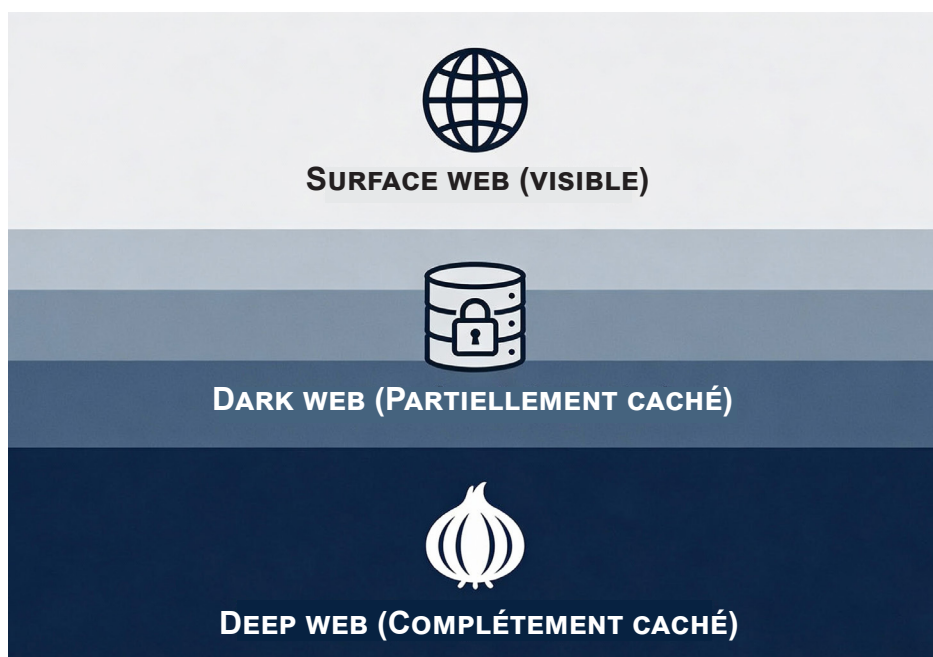 Surface web (visible)
Dark web (Partiellement caché)
Deep web (Complétement caché)